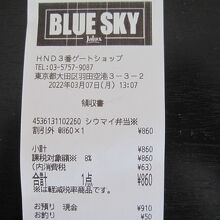 BLUE SKY
Jalux
HND3番ゲートショップ
TEL:03-5757-9087
東京都大田区羽田空港3-3-2
2022年03月07日(月) 13:07
領収書
4536131102260 シウマイ弁当※
割引外 @860×1 ¥860
小計 ¥860
課税対象額※ 8% ¥860
(内消費税 ¥63)
合計 1点 ¥860
※は軽減税率商品です。
お預り 現金 ¥910
お釣り ¥50